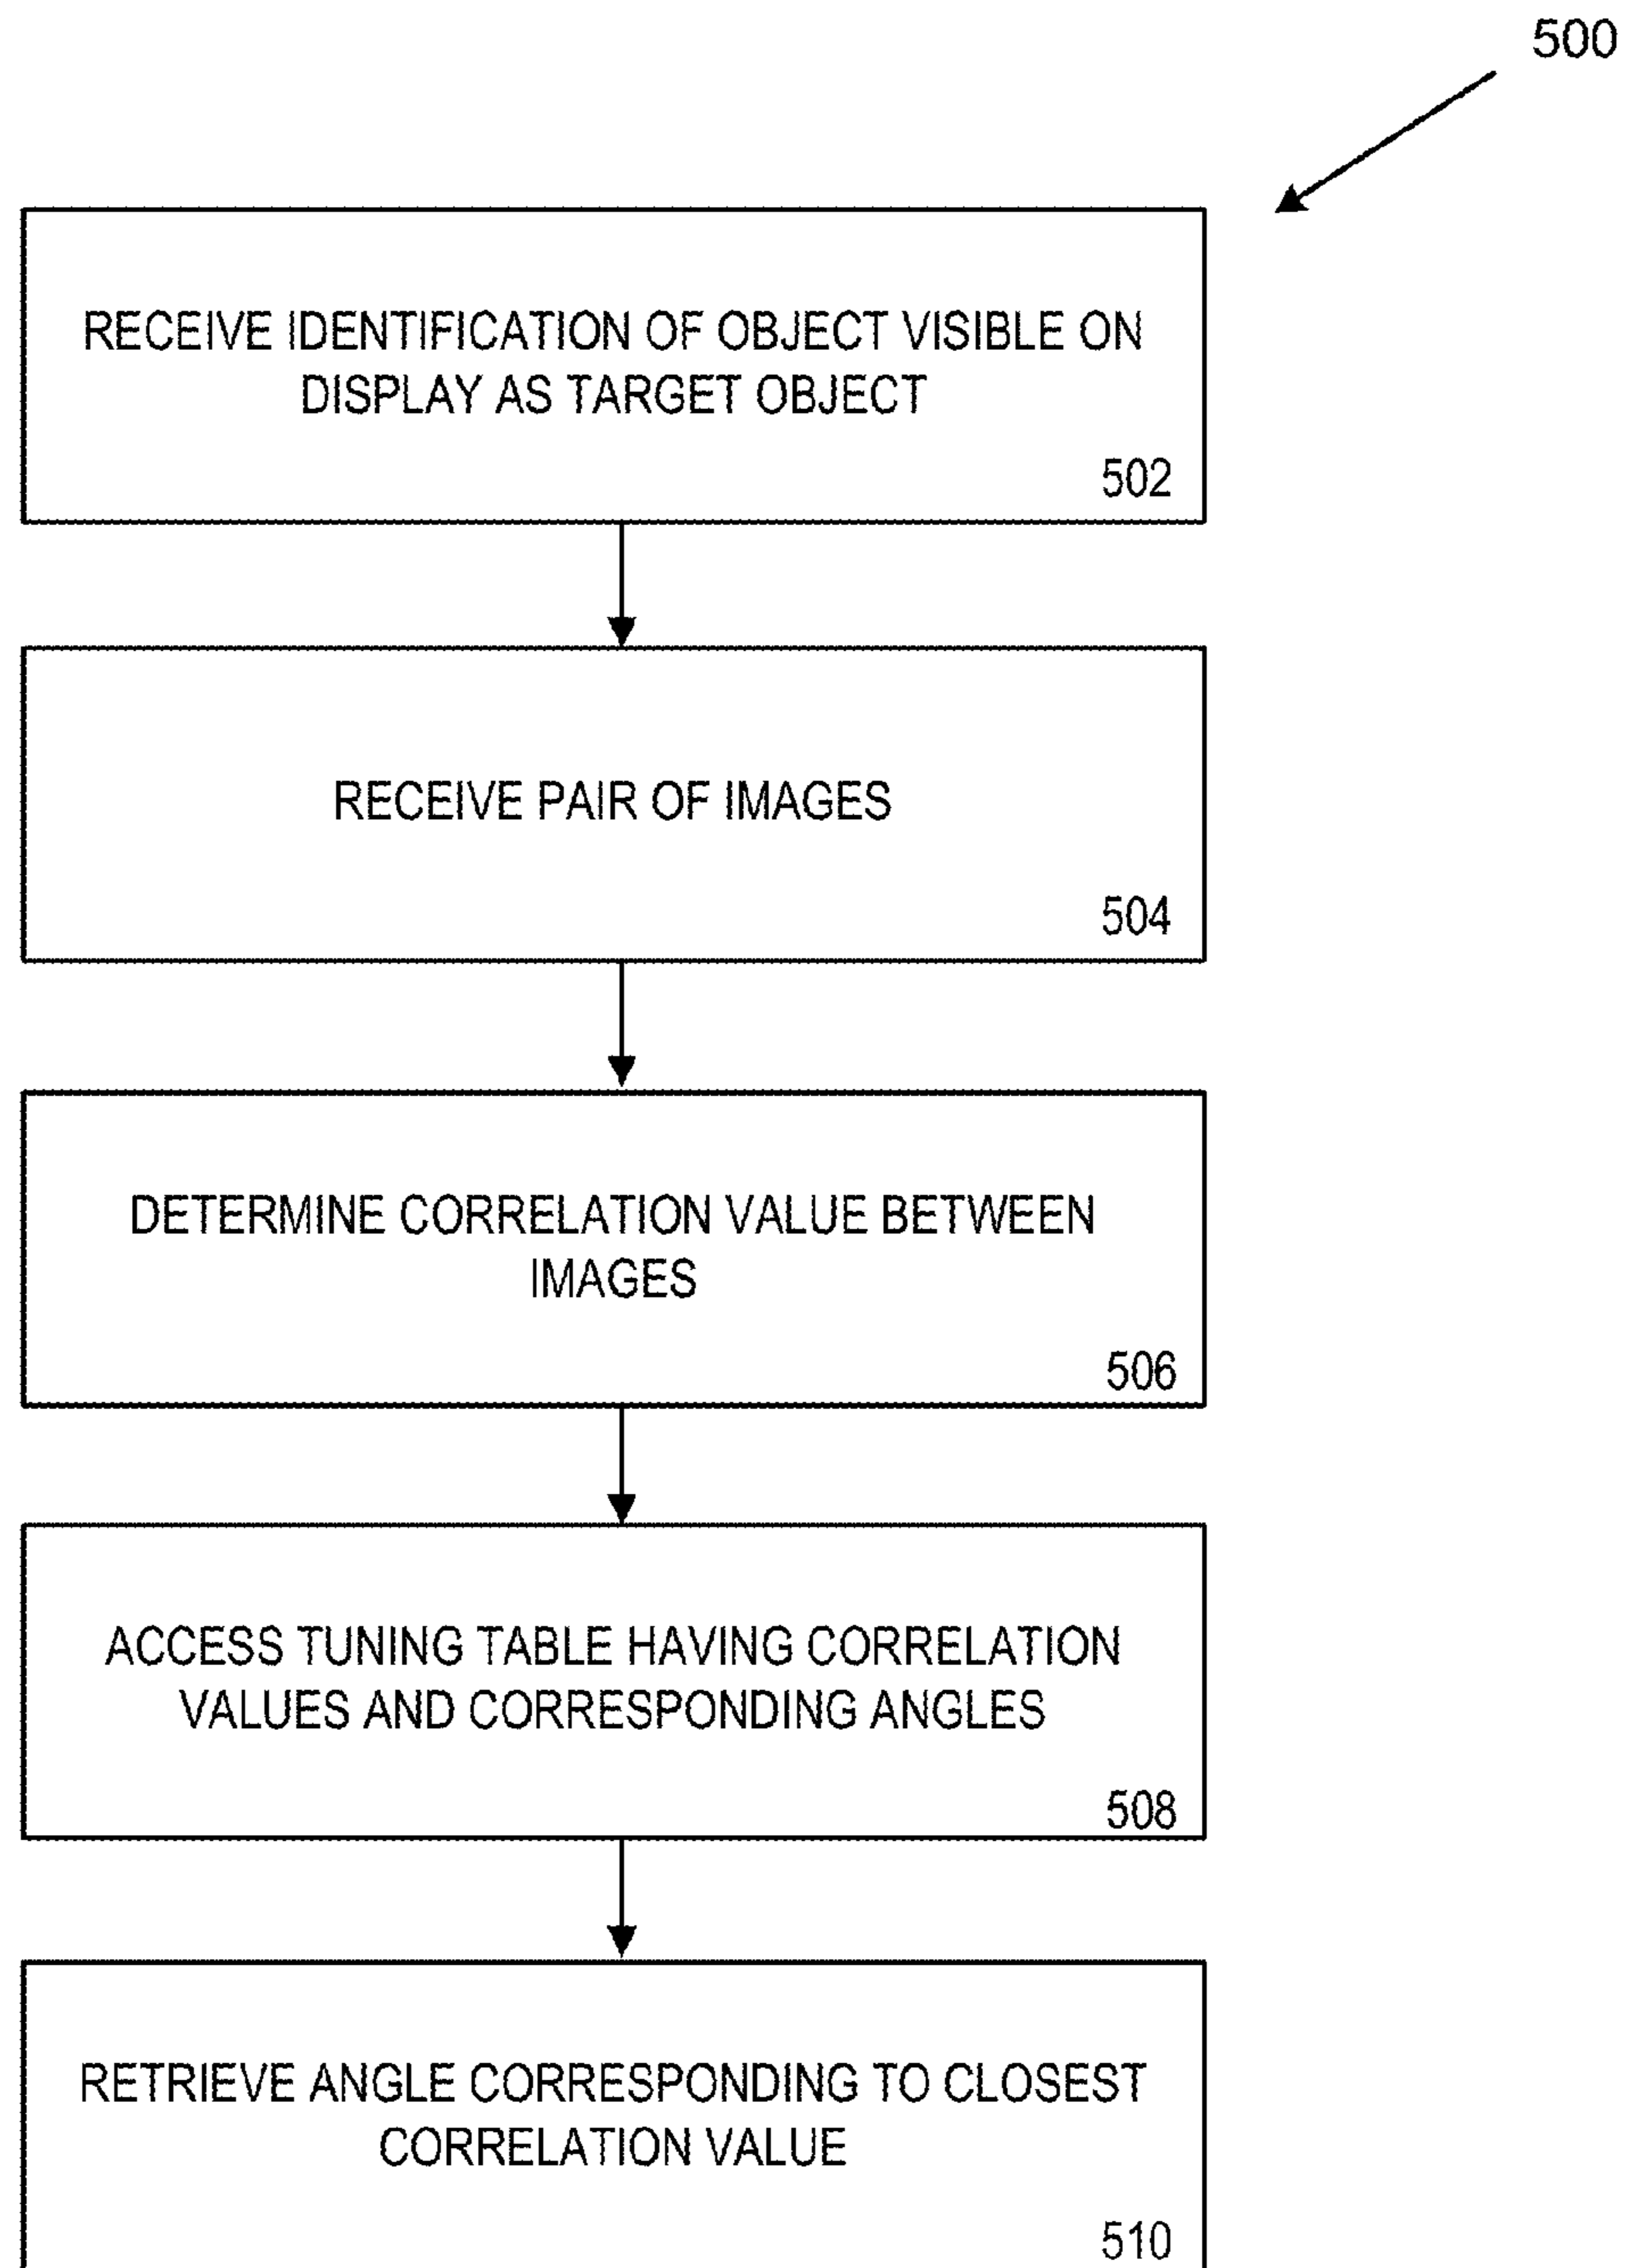 500
RECEIVE IDENTIFICATION OF OBJECT VISIBLE ON
DISPLAY AS TARGET OBJECT
502
RECEIVE PAIR OF IMAGES
504
DETERMINE CORRELATION VALUE BETWEEN
IMAGES
506
ACCESS TUNING TABLE HAVING CORRELATION
VALUES AND CORRESPONDING ANGLES
508
RETRIEVE ANGLE CORRESPONDING TO CLOSEST
CORRELATION VALUE
510